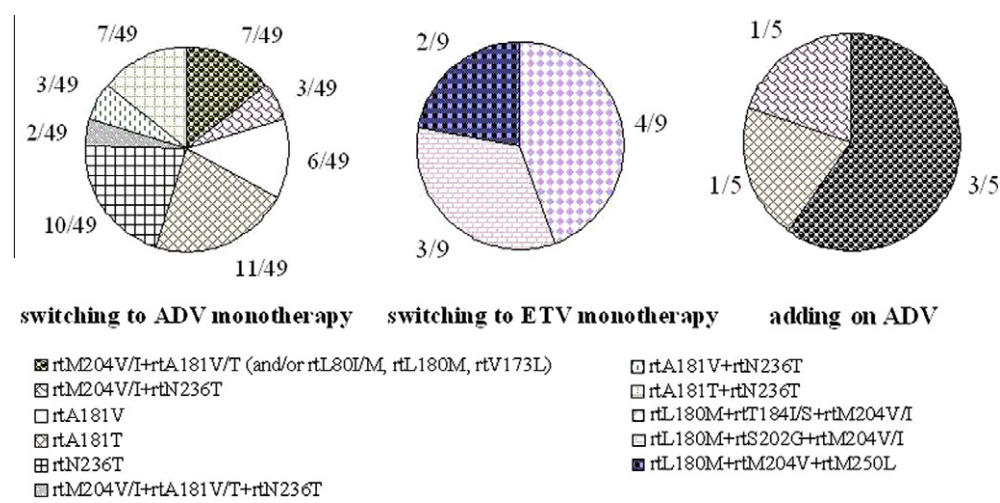 7/49
7/49
3/49
3/49
2/49
6/49
10/49
11/49
2/9
4/9
3/9
1/5
1/5
3/5
switching to ADV monotherapy
switching to ETV monotherapy
adding on ADV
rtM204V/I+rtA181V/T (and/or rtL80I/M, rtL180M, rtV173L)
rtM204V/I+rtN236T
rtA181V
rtA181T
rtN236T
rtM204V/I+rtA181V/T+rtN236T
rtA181V+rtN236T
rtA181T+rtN236T
rtL180M+rtT184I/S+rtM204V/I
rtL180M+rtS202G+rtM204V/I
rtL180M+rtM204V+rtM250L